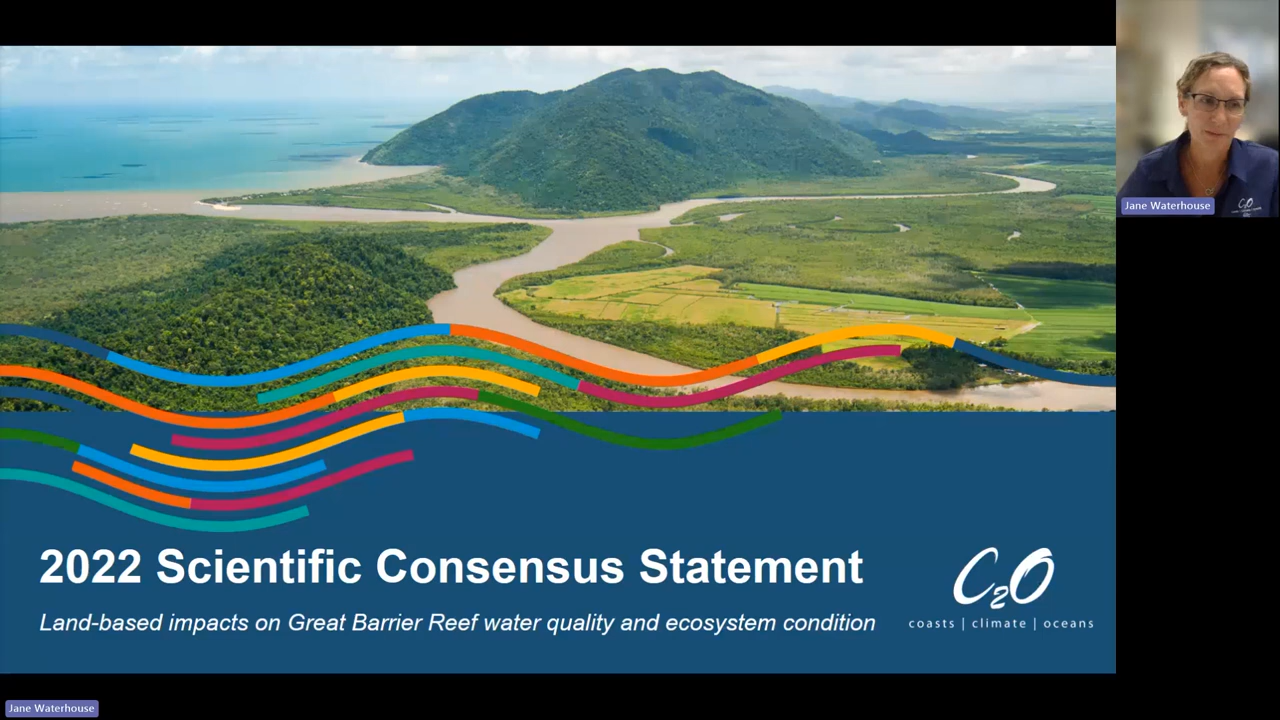 Jane Waterhouse
2022 Scientific Consensus Statement
Land-based impacts on Great Barrier Reef water quality and ecosystem condition
C2O
coasts | climate | oceans
C2O
Jane Waterhouse